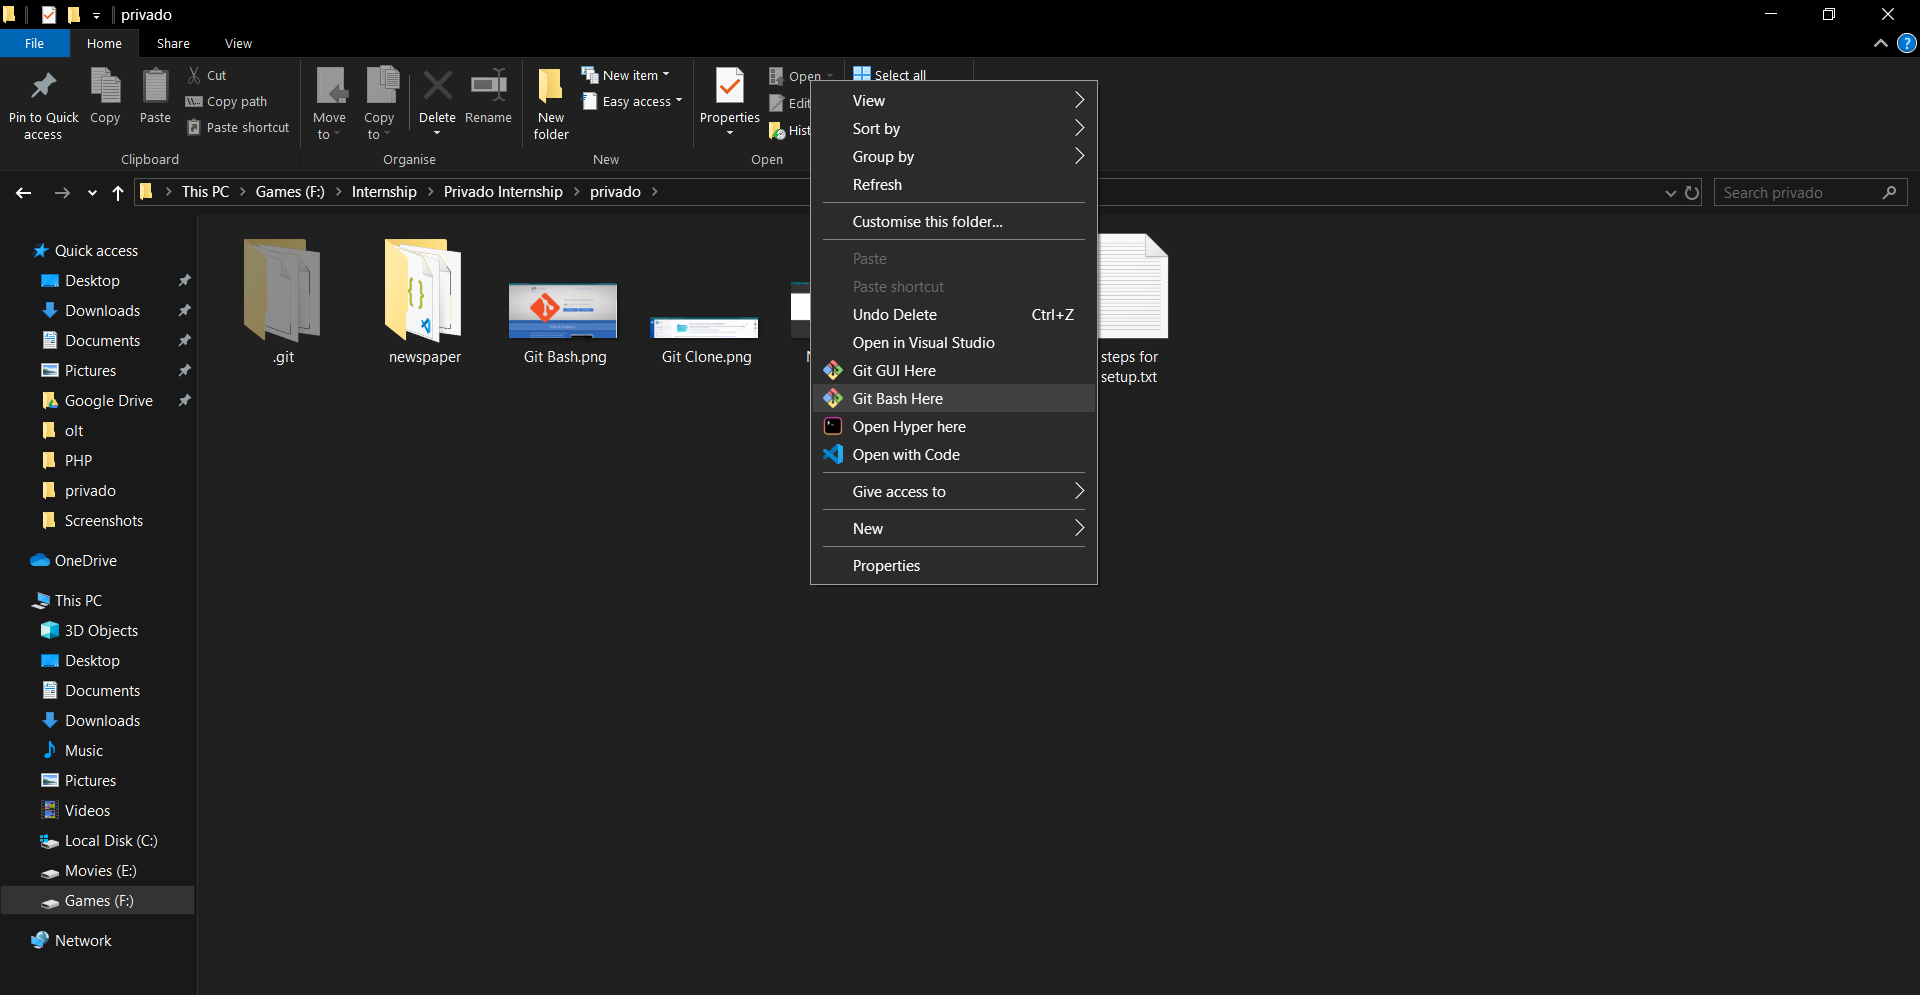 privado
File
Home
Share
View
Pin to Quick
access
Copy
Paste
Cut
Copy path
Paste shortcut
Clipboard
Move
to
Copy
to
Delete
Rename
Organise
New
folder
New item
Easy access
New
Properties
Open
Edit
Hist
Open
Select all
This PC
Games (F:)
Internship
Privado Internship
privado
Search privado
Quick access
Desktop
Downloads
Documents
Pictures
Google Drive
olt
PHP
privado
Screenshots
OneDrive
This PC
3D Objects
Desktop
Documents
Downloads
Music
Pictures
Videos
Local Disk (C:)
Movies (E:)
Games (F:)
Network
.git
newspaper
Git Bash.png
Git Clone.png
steps for
setup.txt
View
Sort by
Group by
Refresh
Customise this folder...
Paste
Paste shortcut
Undo Delete Ctrl+Z
Open in Visual Studio
Git GUI Here
Git Bash Here
Open Hyper here
Open with Code
Give access to
New
Properties